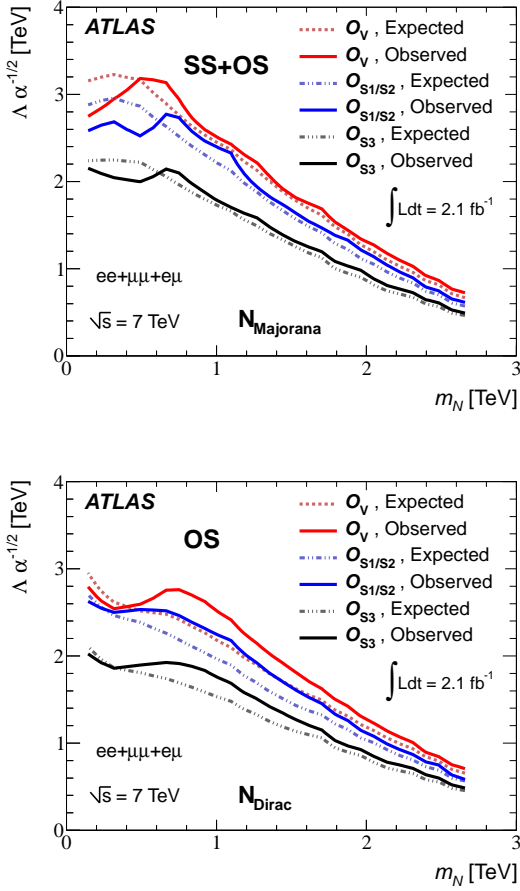 ATLAS
SS+OS
O_V , Expected
O_V , Observed
O_S1/S2 , Expected
O_S1/S2 , Observed
O_S3 , Expected
O_S3 , Observed
∫ Ldt = 2.1 fb⁻¹
ee+μμ+eμ
√s = 7 TeV
N_Majorana
Λ α^-1/2 [TeV]
4
3
2
1
0
0 1 2 3
m_N [TeV]
ATLAS
OS
O_V , Expected
O_V , Observed
O_S1/S2 , Expected
O_S1/S2 , Observed
O_S3 , Expected
O_S3 , Observed
∫ Ldt = 2.1 fb⁻¹
ee+μμ+eμ
√s = 7 TeV
N_Dirac
Λ α^-1/2 [TeV]
4
3
2
1
0
0 1 2 3
m_N [TeV]